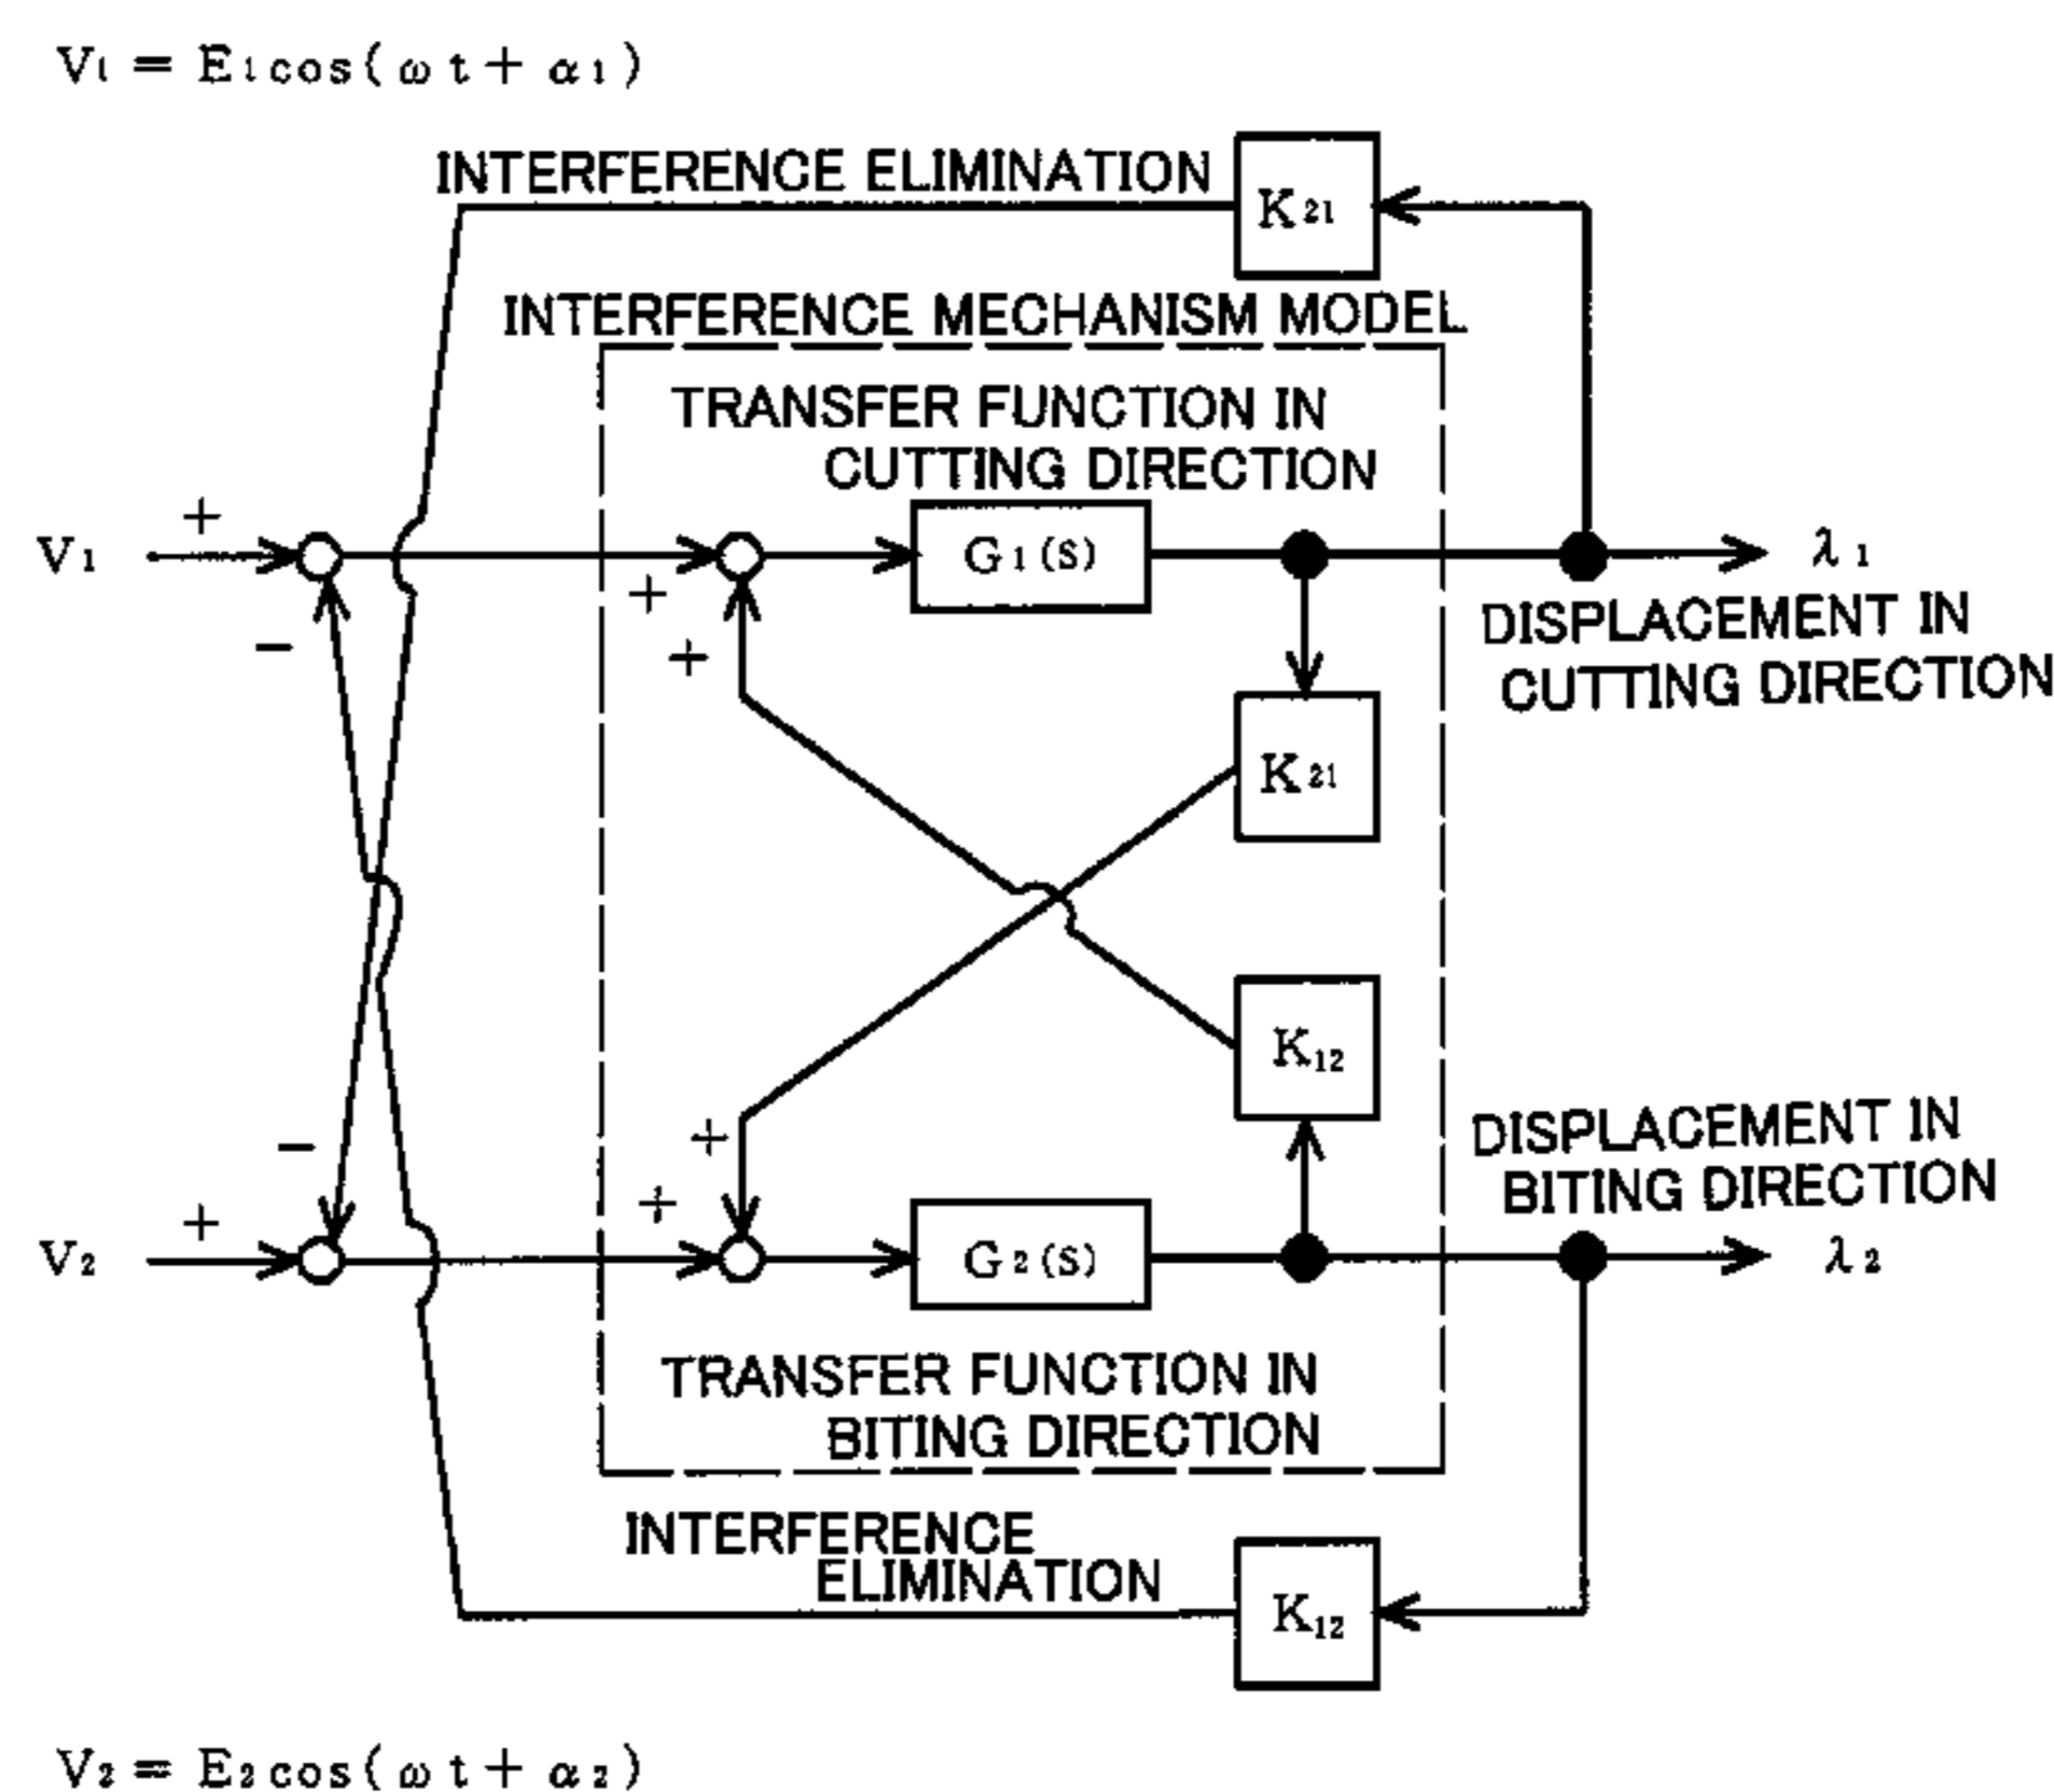 V₁ = E₁cos(ωt+α₁)
INTERFERENCE ELIMINATION
K₂₁
INTERFERENCE MECHANISM MODEL
TRANSFER FUNCTION IN
CUTTING DIRECTION
+
V₁
G₁(S)
λ₁
+
−
+
DISPLACEMENT IN
CUTTING DIRECTION
K₂₁
K₁₂
−
+
DISPLACEMENT IN
BITING DIRECTION
+
+
V₂
G₂(S)
λ₂
TRANSFER FUNCTION IN
BITING DIRECTION
INTERFERENCE
ELIMINATION
K₁₂
V₂ = E₂cos(ωt+α₂)